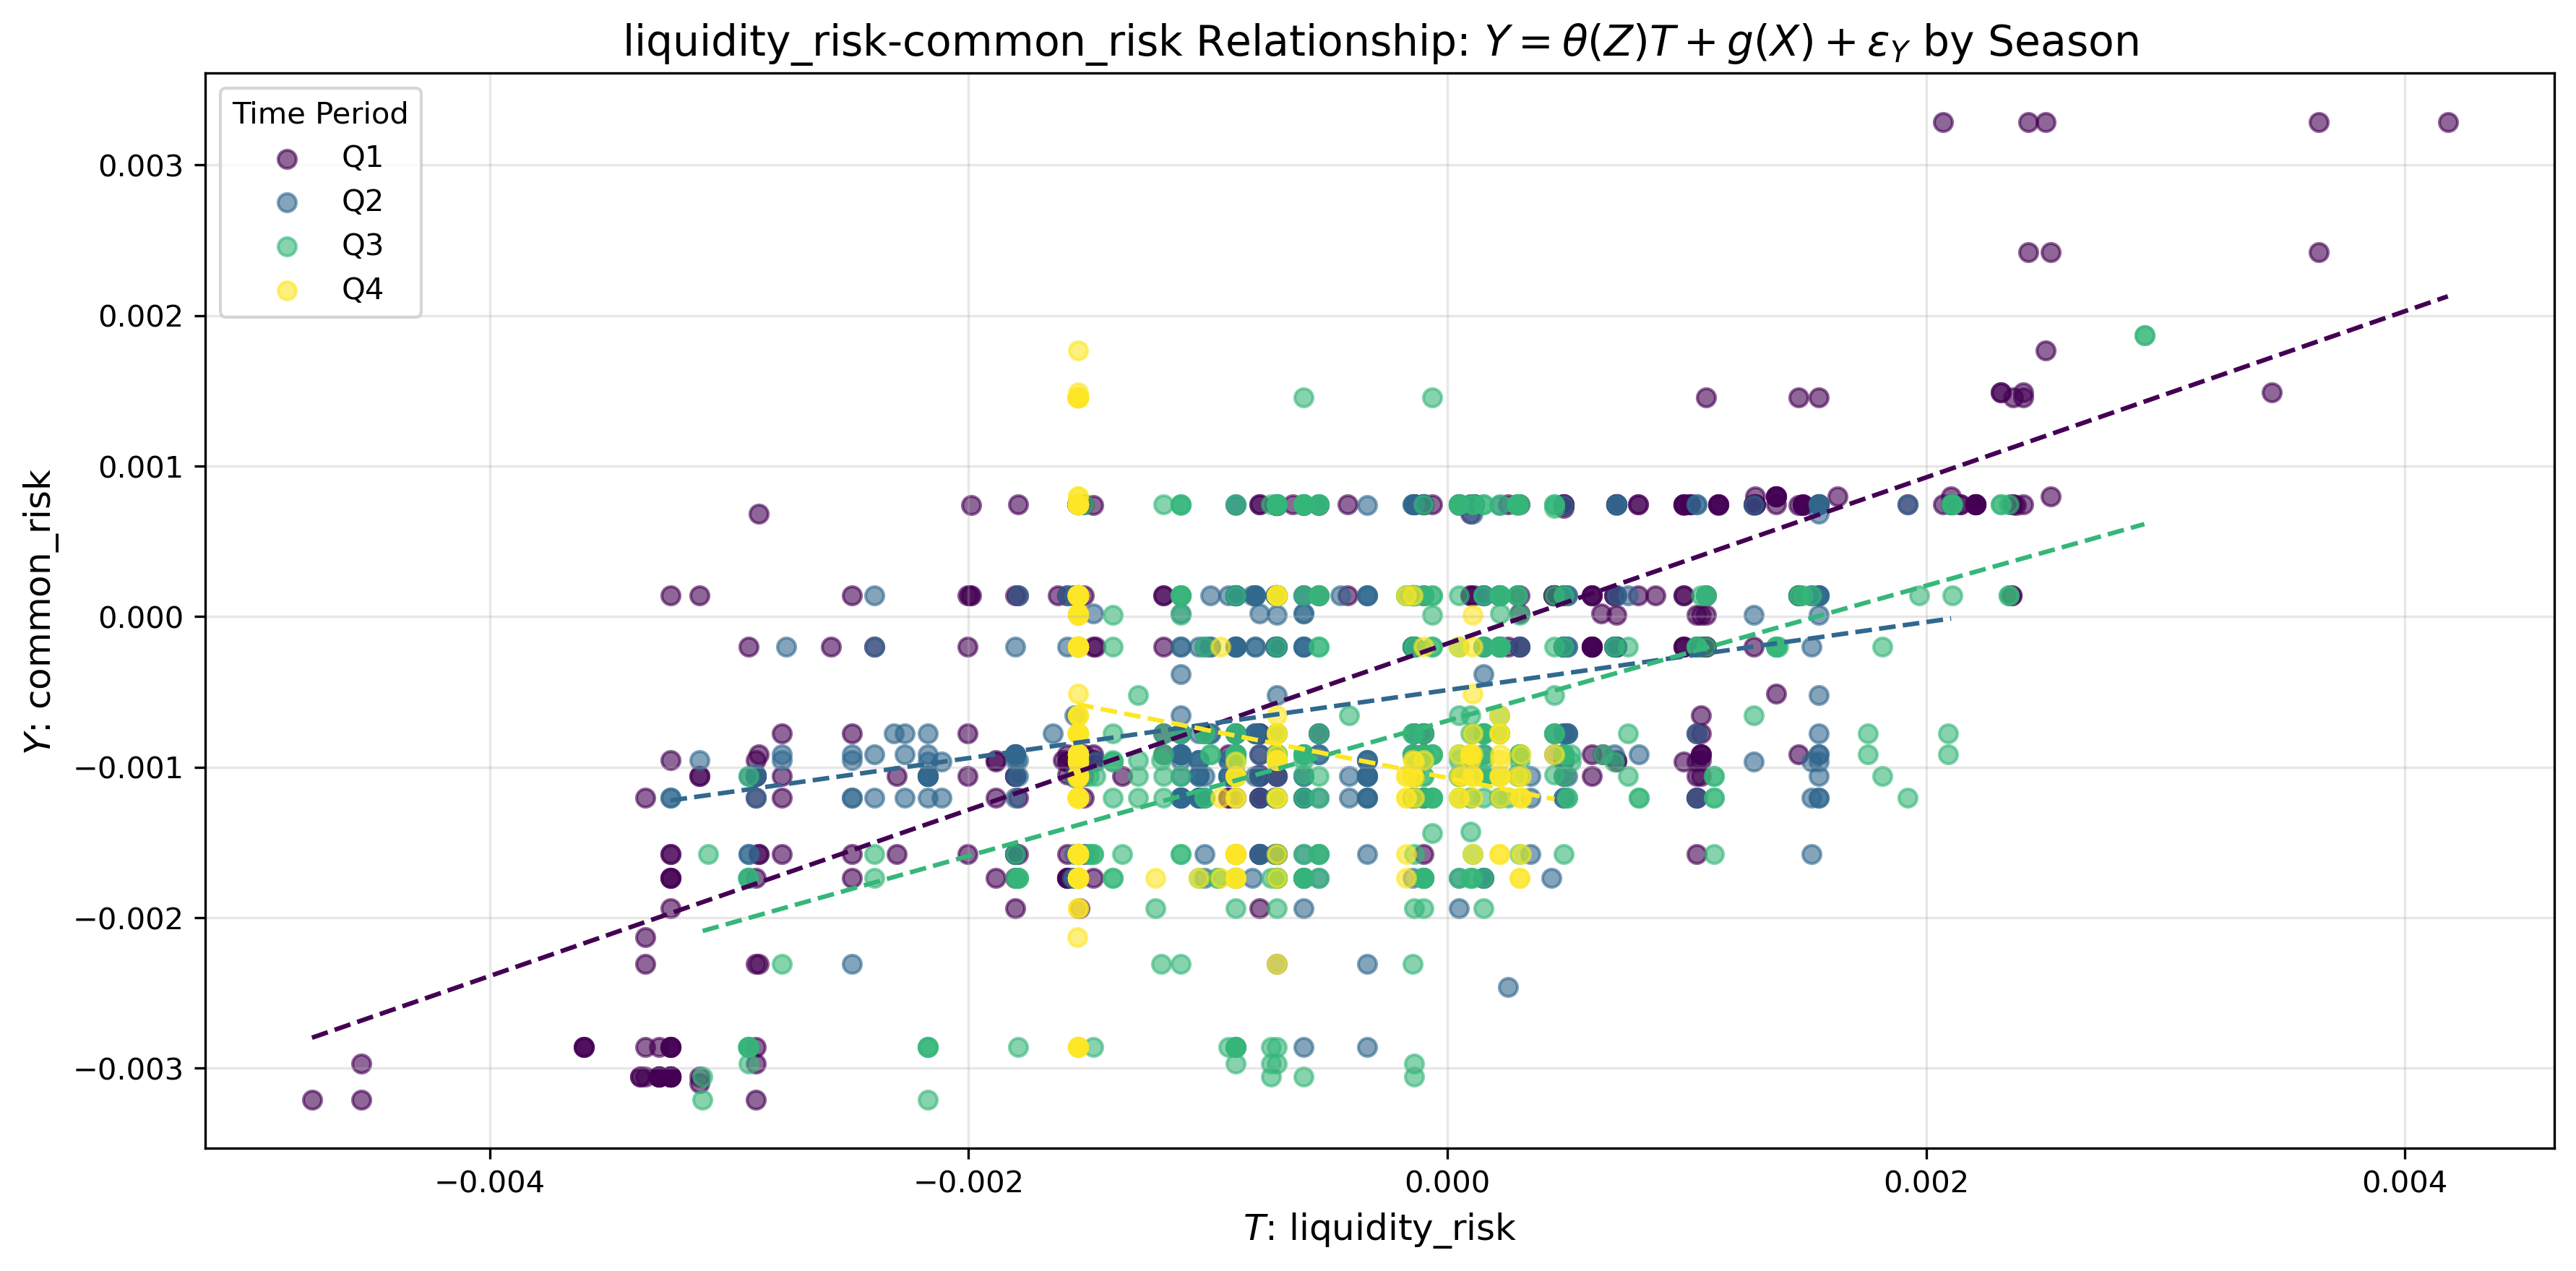 liquidity_risk-common_risk Relationship: Y = θ(Z)T + g(X) + ε_Y by Season
Time Period
Q1
Q2
Q3
Q4
0.003
0.002
0.001
0.000
−0.001
−0.002
−0.003
Y: common_risk
−0.004
−0.002
0.000
0.002
0.004
T: liquidity_risk